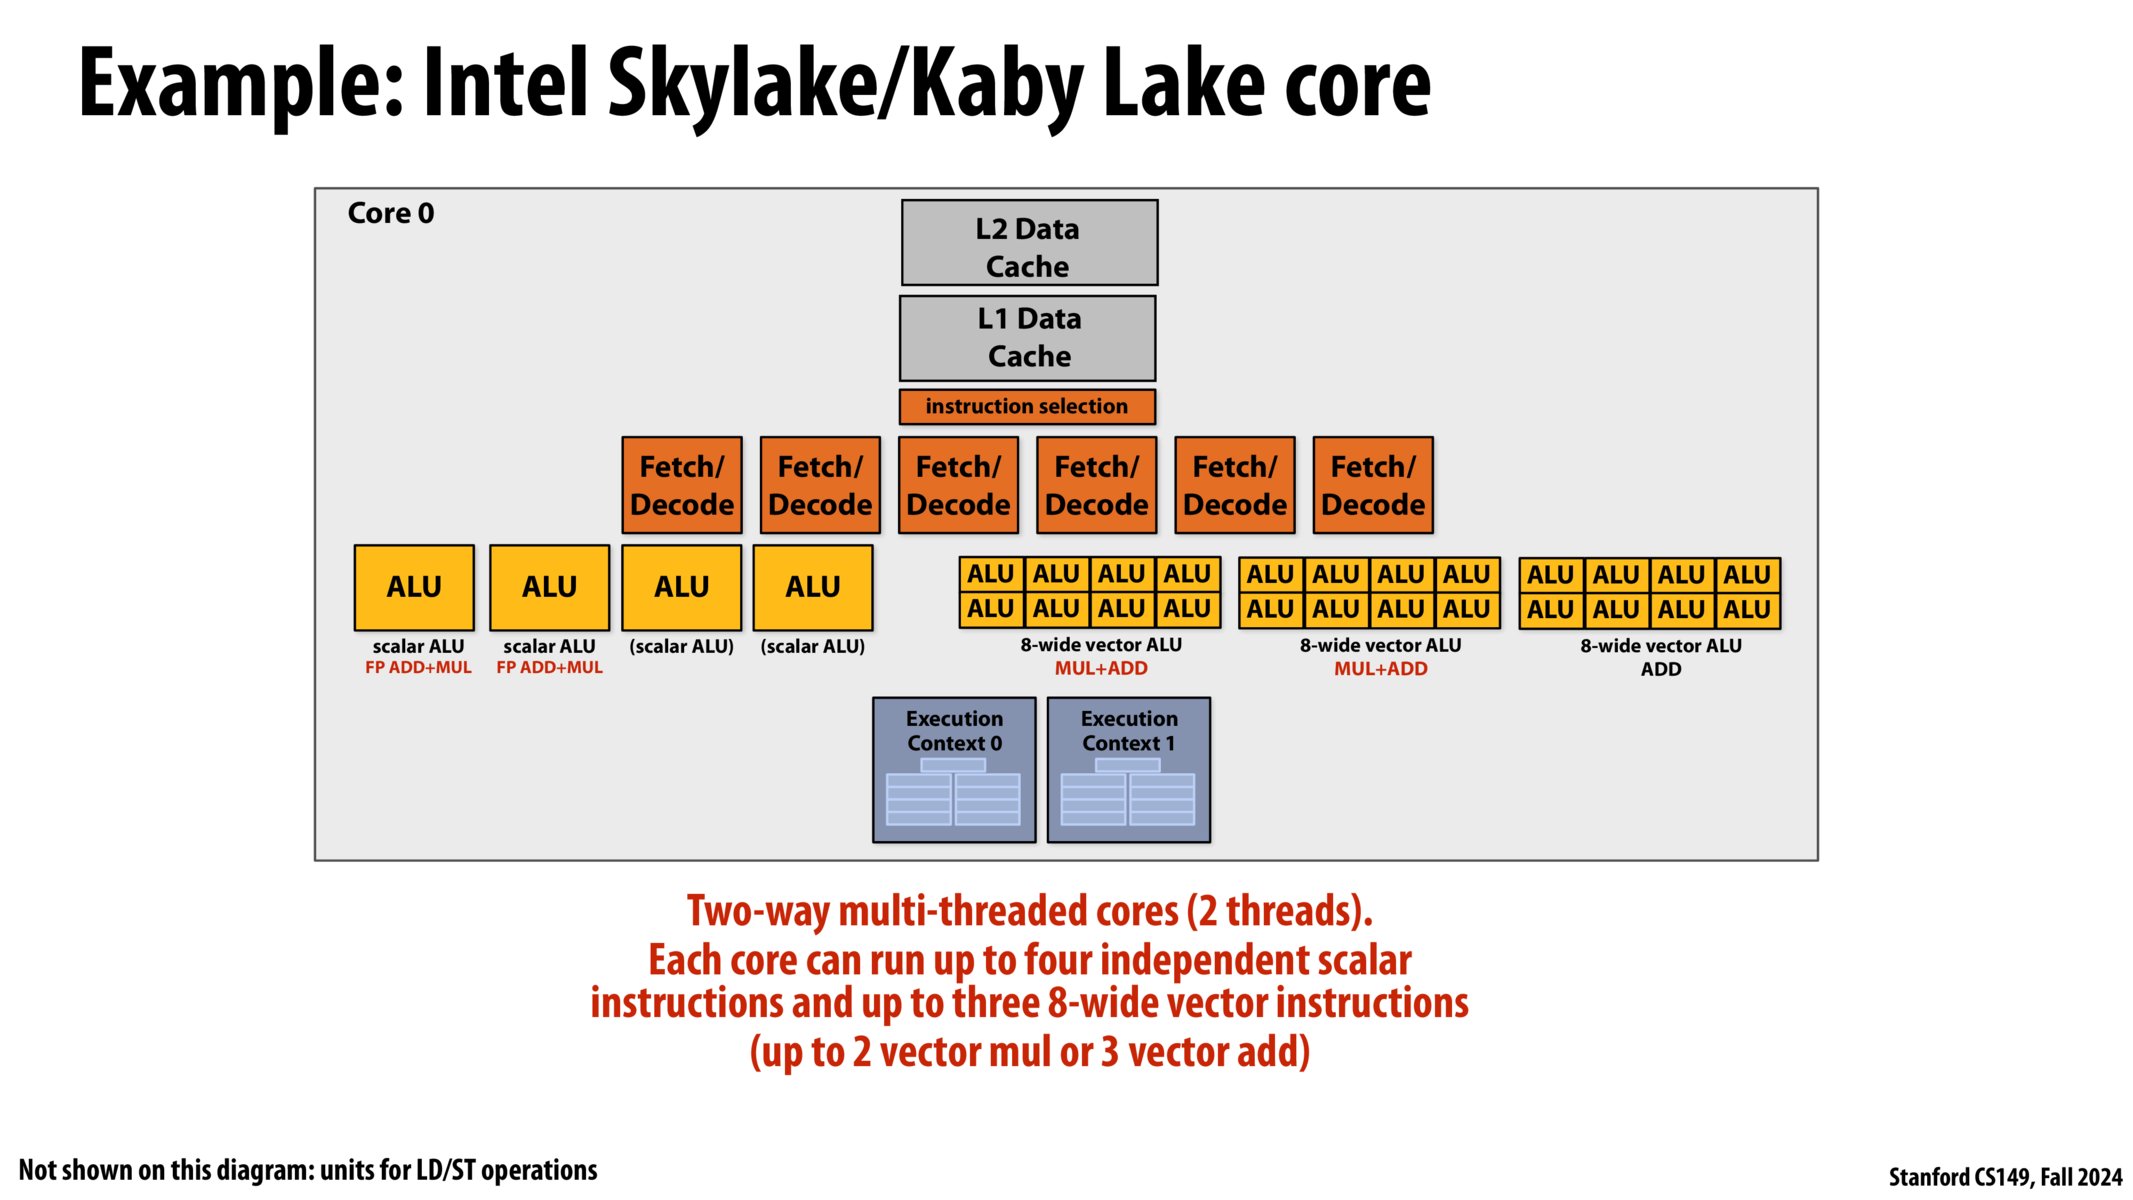 Example: Intel Skylake/Kaby Lake core
Core 0
L2 Data
Cache
L1 Data
Cache
instruction selection
Fetch/
Decode
Fetch/
Decode
Fetch/
Decode
Fetch/
Decode
Fetch/
Decode
Fetch/
Decode
ALU
scalar ALU
FP ADD+MUL
ALU
scalar ALU
FP ADD+MUL
ALU
(scalar ALU)
ALU
(scalar ALU)
ALU ALU ALU ALU
ALU ALU ALU ALU
8-wide vector ALU
MUL+ADD
ALU ALU ALU ALU
ALU ALU ALU ALU
8-wide vector ALU
MUL+ADD
ALU ALU ALU ALU
ALU ALU ALU ALU
8-wide vector ALU
ADD
Execution
Context 0
Execution
Context 1
Two-way multi-threaded cores (2 threads).
Each core can run up to four independent scalar
instructions and up to three 8-wide vector instructions
(up to 2 vector mul or 3 vector add)
Not shown on this diagram: units for LD/ST operations
Stanford CS149, Fall 2024